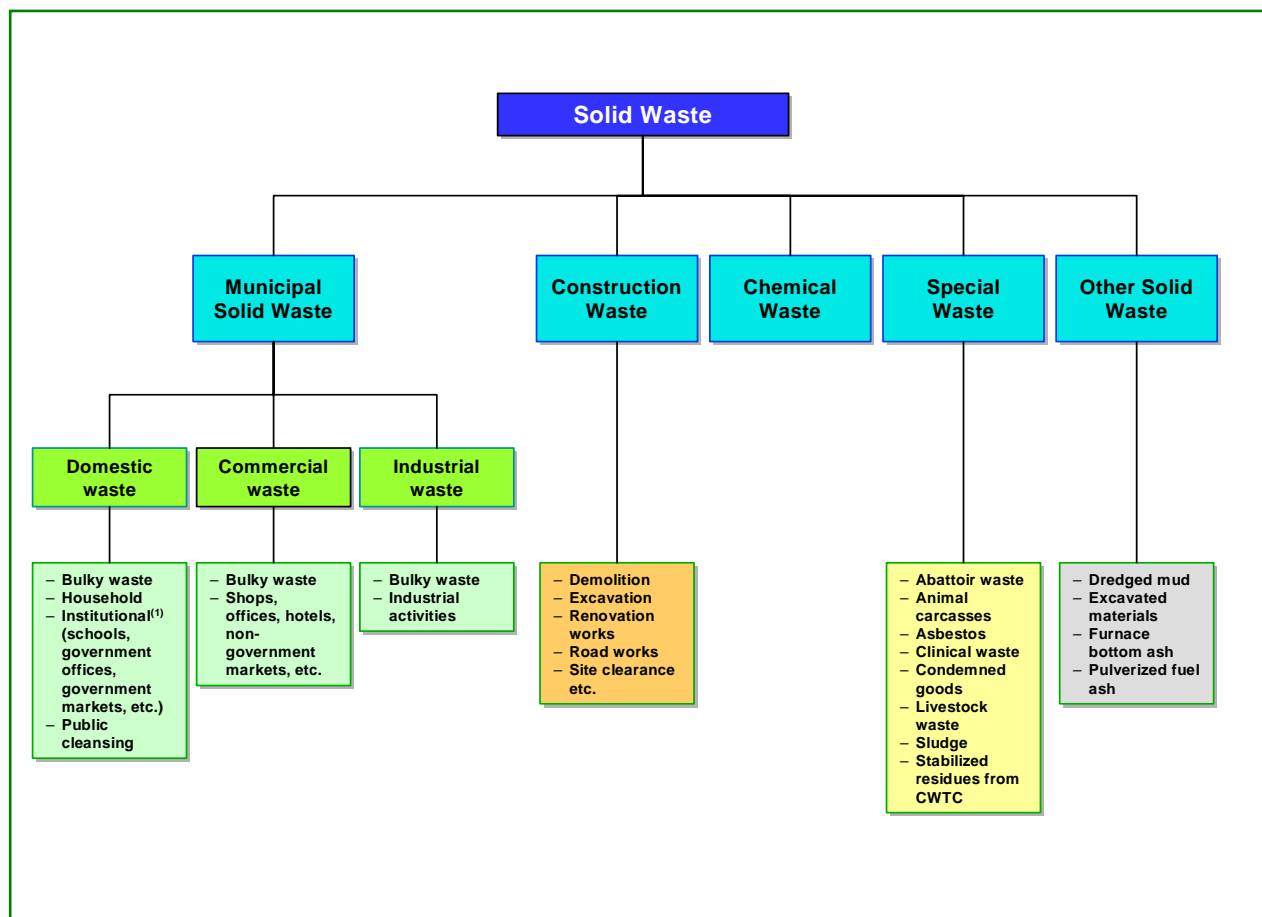 Solid Waste
Municipal
Solid Waste
Construction
Waste
Chemical
Waste
Special
Waste
Other Solid
Waste
Domestic
waste
Commercial
waste
Industrial
waste
– Bulky waste
– Household
– Institutional(1)
(schools,
government
offices,
government
markets, etc.)
– Public
cleansing
– Bulky waste
– Shops,
offices, hotels,
non-
government
markets, etc.
– Bulky waste
– Industrial
activities
– Demolition
– Excavation
– Renovation
works
– Road works
– Site clearance
etc.
– Abattoir waste
– Animal
carcasses
– Asbestos
– Clinical waste
– Condemned
goods
– Livestock
waste
– Sludge
– Stabilized
residues from
CWTC
– Dredged mud
– Excavated
materials
– Furnace
bottom ash
– Pulverized fuel
ash